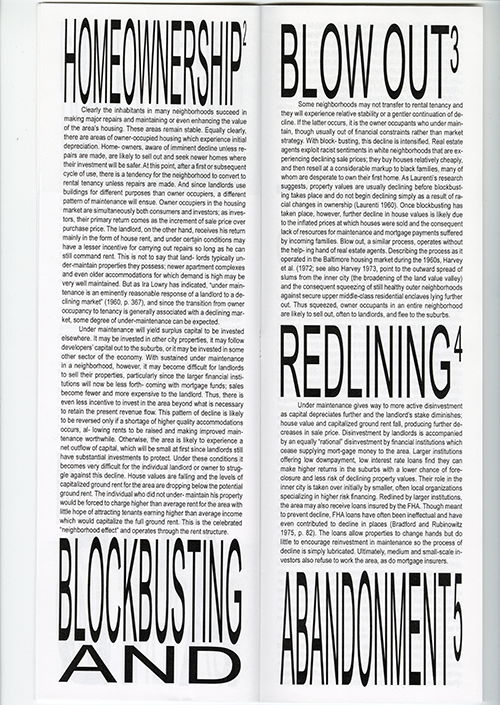 HOMEOWNERSHIP2
Clearly the inhabitants in many neighborhoods succeed in
making major repairs and maintaining or even enhancing the value
of the area's housing. These areas remain stable. Equally clearly,
there are areas of owner-occupied housing which experience initial
depreciation. Home- owners, aware of imminent decline unless re-
pairs are made, are likely to sell out and seek newer homes where
their investment will be safer. At this point, after a first or subsequent
cycle of use, there is a tendency for the neighborhood to convert to
rental tenancy unless repairs are made. And since landlords use
buildings for different purposes than owner occupiers, a different
pattern of maintenance will ensue. Owner occupiers in the housing
market are simultaneously both consumers and investors; as inves-
tors, their primary return comes as the increment of sale price over
purchase price. The landlord, on the other hand, receives his return
mainly in the form of house rent, and under certain conditions may
have a lesser incentive for carrying out repairs so long as he can
still command rent. This is not to say that land- lords typically un-
der-maintain properties they possess; newer apartment complexes
and even older accommodations for which demand is high may be
very well maintained. But as Ira Lowry has indicated, "under main-
tenance is an eminently reasonable response of a landlord to a de-
clining market" (1960, p. 367), and since the transition from owner
occupancy to tenancy is generally associated with a declining mar-
ket, some degree of under-maintenance can be expected.
Under maintenance will yield surplus capital to be invested
elsewhere. It may be invested in other city properties, it may follow
developers' capital out to the suburbs, or it may be invested in some
other sector of the economy. With sustained under maintenance
in a neighborhood, however, it may become difficult for landlords
to sell their properties, particularly since the larger financial insti-
tutions will now be less forth- coming with mortgage funds; sales
become fewer and more expensive to the landlord. Thus, there is
even less incentive to invest in the area beyond what is necessary
to retain the present revenue flow. This pattern of decline is likely
to be reversed only if a shortage of higher quality accommodations
occurs, al- lowing rents to be raised and making improved main-
tenance worthwhile. Otherwise, the area is likely to experience a
net outflow of capital, which will be small at first since landlords still
have substantial investments to protect. Under these conditions it
becomes very difficult for the individual landlord or owner to strug-
gle against this decline. House values are falling and the levels of
capitalized ground rent for the area are dropping below the potential
ground rent. The individual who did not under- maintain his property
would be forced to charge higher than average rent for the area with
little hope of attracting tenants earning higher than average income
which would capitalize the full ground rent. This is the celebrated
"neighborhood effect" and operates through the rent structure.
BLOCKBUSTING
AND
BLOW OUT3
Some neighborhoods may not transfer to rental tenancy and
they will experience relative stability or a gentler continuation of de-
cline. If the latter occurs, it is the owner occupants who under main-
tain, though usually out of financial constraints rather than market
strategy. With block- busting, this decline is intensified. Real estate
agents exploit racist sentiments in white neighborhoods that are ex-
periencing declining sale prices; they buy houses relatively cheaply,
and then resell at a considerable markup to black families, many of
whom are desperate to own their first home. As Laurenti's research
suggests, property values are usually declining before blockbust-
ing takes place and do not begin declining simply as a result of ra-
cial changes in ownership (Laurenti 1960). Once blockbusting has
taken place, however, further decline in house values is likely due
to the inflated prices at which houses were sold and the consequent
lack of resources for maintenance and mortgage payments suffered
by incoming families. Blow out, a similar process, operates without
the help- ing hand of real estate agents. Describing the process as it
operated in the Baltimore housing market during the 1960s, Harvey
et al. (1972; see also Harvey 1973, point to the outward spread of
slums from the inner city (the broadening of the land value valley)
and the consequent squeezing of still healthy outer neighborhoods
against secure upper middle-class residential enclaves lying further
out. Thus squeezed, owner occupants in an entire neighborhood
are likely to sell out, often to landlords, and flee to the suburbs.
REDLINING4
Under maintenance gives way to more active disinvestment
as capital depreciates further and the landlord's stake diminishes;
house value and capitalized ground rent fall, producing further de-
creases in sale price. Disinvestment by landlords is accompanied
by an equally "rational" disinvestment by financial institutions which
cease supplying mort-gage money to the area. Larger institutions
offering low downpayment, low interest rate loans find they can
make higher returns in the suburbs with a lower chance of fore-
closure and less risk of declining property values. Their role in the
inner city is taken over initially by smaller, often local organizations
specializing in higher risk financing. Redlined by larger institutions,
the area may also receive loans insured by the FHA. Though meant
to prevent decline, FHA loans have often been ineffectual and have
even contributed to decline in places (Bradford and Rubinowitz
1975, p. 82). The loans allow properties to change hands but do
little to encourage reinvestment in maintenance so the process of
decline is simply lubricated. Ultimately, medium and small-scale in-
vestors also refuse to work the area, as do mortgage insurers.
ABANDONMENT5